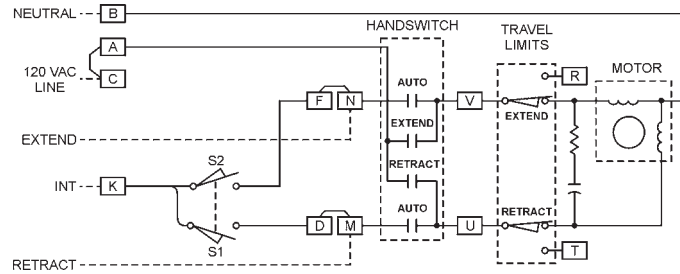 NEUTRAL
B
HANDSWITCH
TRAVEL
LIMITS
A
120 VAC
LINE
C
R
MOTOR
AUTO
F
N
V
EXTEND
EXTEND
EXTEND
S2
RETRACT
INT
K
AUTO
RETRACT
D
M
U
S1
T
RETRACT